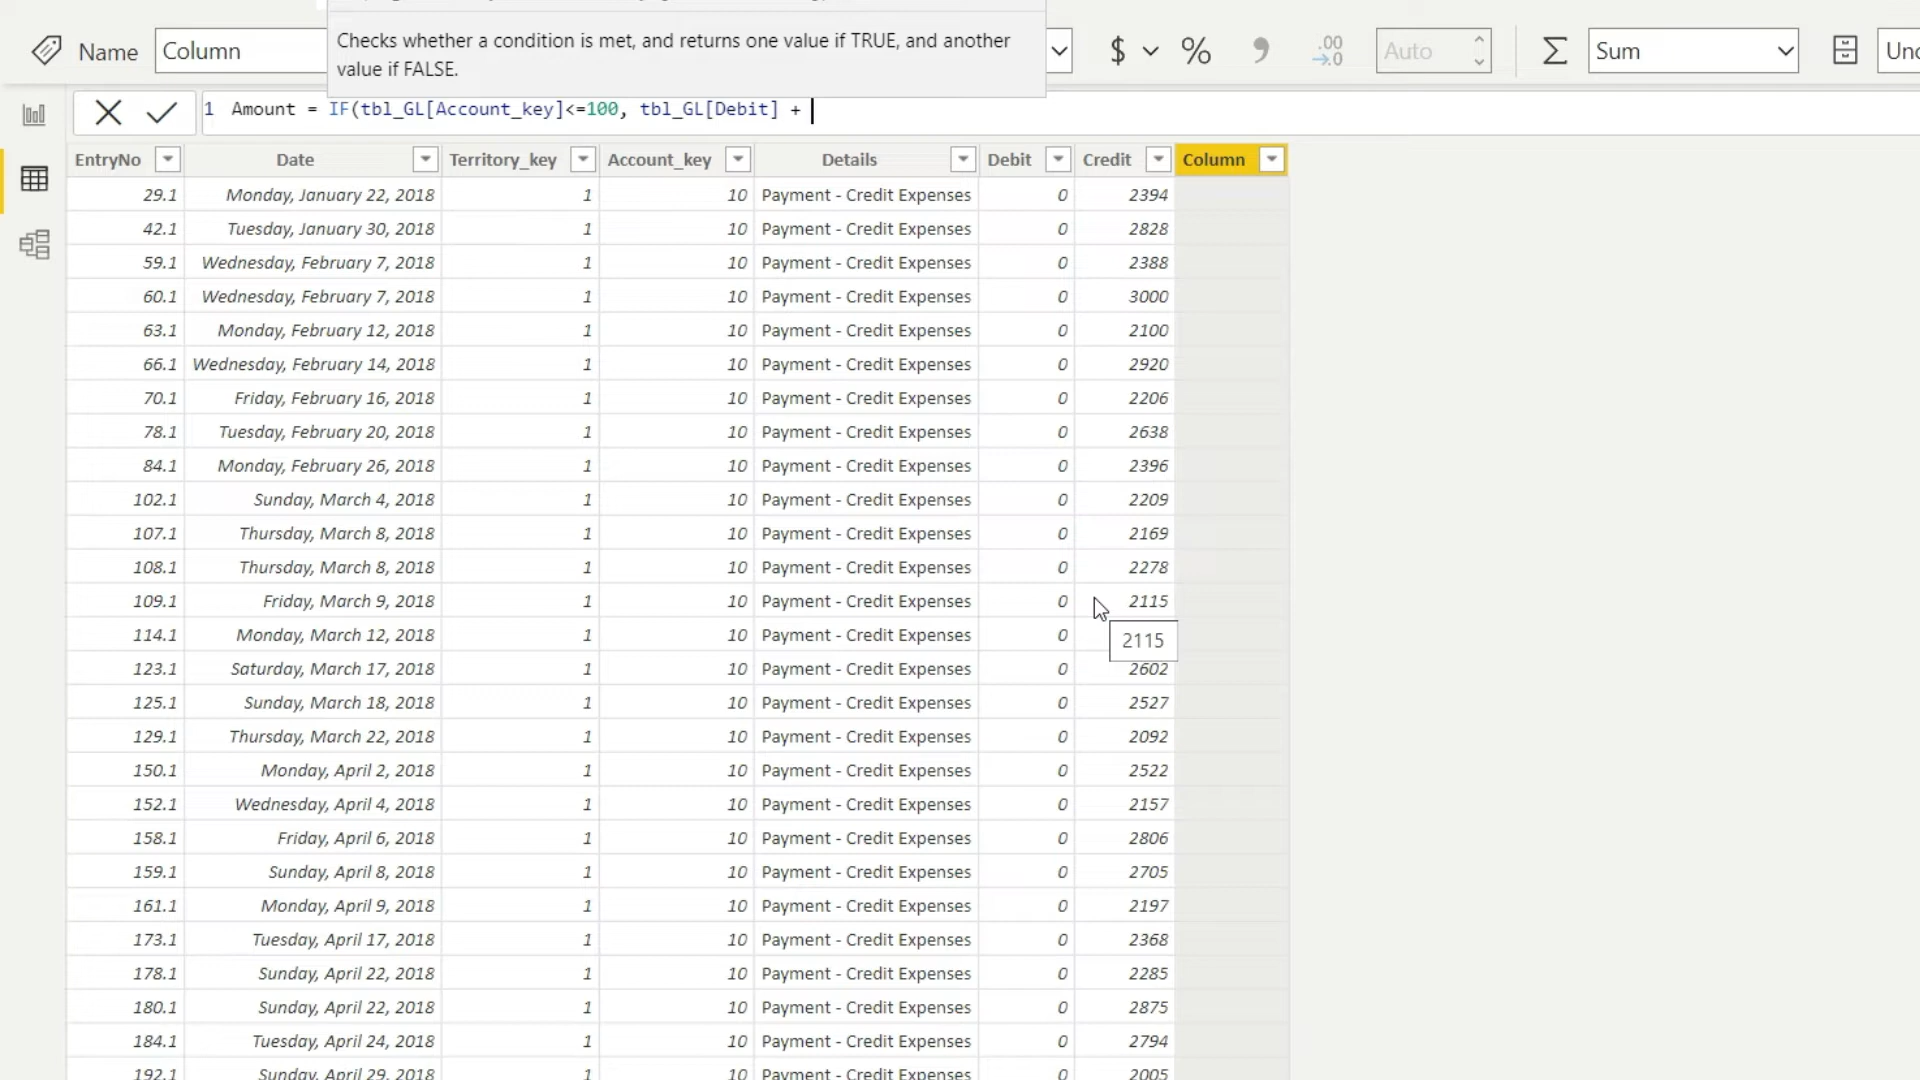 Name Column
Checks whether a condition is met, and returns one value if TRUE, and another
value if FALSE.
$ % .00 →.0 Auto Σ Sum
1 Amount = IF(tbl_GL[Account_key]<=100, tbl_GL[Debit] +
EntryNo Date Territory_key Account_key Details Debit Credit Column
29.1 Monday, January 22, 2018 1 10 Payment - Credit Expenses 0 2394
42.1 Tuesday, January 30, 2018 1 10 Payment - Credit Expenses 0 2828
59.1 Wednesday, February 7, 2018 1 10 Payment - Credit Expenses 0 2388
60.1 Wednesday, February 7, 2018 1 10 Payment - Credit Expenses 0 3000
63.1 Monday, February 12, 2018 1 10 Payment - Credit Expenses 0 2100
66.1 Wednesday, February 14, 2018 1 10 Payment - Credit Expenses 0 2920
70.1 Friday, February 16, 2018 1 10 Payment - Credit Expenses 0 2206
78.1 Tuesday, February 20, 2018 1 10 Payment - Credit Expenses 0 2638
84.1 Monday, February 26, 2018 1 10 Payment - Credit Expenses 0 2396
102.1 Sunday, March 4, 2018 1 10 Payment - Credit Expenses 0 2209
107.1 Thursday, March 8, 2018 1 10 Payment - Credit Expenses 0 2169
108.1 Thursday, March 8, 2018 1 10 Payment - Credit Expenses 0 2278
109.1 Friday, March 9, 2018 1 10 Payment - Credit Expenses 0 2115
114.1 Monday, March 12, 2018 1 10 Payment - Credit Expenses 0
2115
123.1 Saturday, March 17, 2018 1 10 Payment - Credit Expenses 0 2602
125.1 Sunday, March 18, 2018 1 10 Payment - Credit Expenses 0 2527
129.1 Thursday, March 22, 2018 1 10 Payment - Credit Expenses 0 2092
150.1 Monday, April 2, 2018 1 10 Payment - Credit Expenses 0 2522
152.1 Wednesday, April 4, 2018 1 10 Payment - Credit Expenses 0 2157
158.1 Friday, April 6, 2018 1 10 Payment - Credit Expenses 0 2806
159.1 Sunday, April 8, 2018 1 10 Payment - Credit Expenses 0 2705
161.1 Monday, April 9, 2018 1 10 Payment - Credit Expenses 0 2197
173.1 Tuesday, April 17, 2018 1 10 Payment - Credit Expenses 0 2368
178.1 Sunday, April 22, 2018 1 10 Payment - Credit Expenses 0 2285
180.1 Sunday, April 22, 2018 1 10 Payment - Credit Expenses 0 2875
184.1 Tuesday, April 24, 2018 1 10 Payment - Credit Expenses 0 2794
192.1 Sunday, April 29, 2018 1 10 Payment - Credit Expenses 0 2005